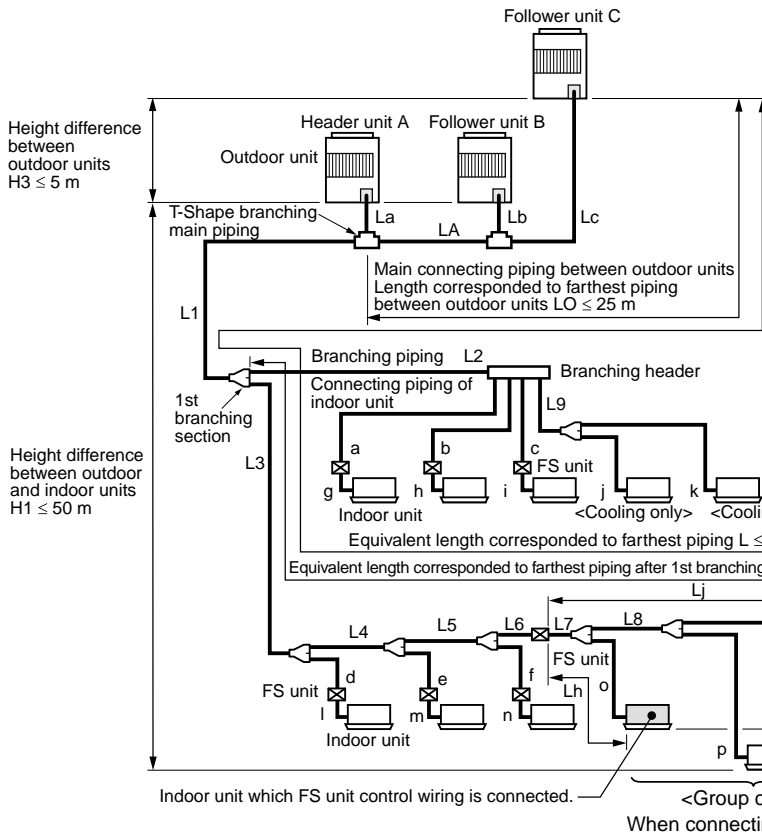 Follower unit C
Height difference
between
outdoor units
H3 ≤ 5 m
Header unit A
Follower unit B
Outdoor unit
T-Shape branching
main piping
La
LA
Lb
Lc
Main connecting piping between outdoor units
Length corresponded to farthest piping
between outdoor units LO ≤ 25 m
L1
Branching piping
L2
Branching header
Connecting piping of
indoor unit
1st
branching
section
L9
L3
a
b
c
FS unit
g
h
i
j
k
Indoor unit
<Cooling only>
Height difference
between outdoor
and indoor units
H1 ≤ 50 m
Equivalent length corresponded to farthest piping L ≤
Equivalent length corresponded to farthest piping after 1st branching
Lj
L4
L5
L6
L7
L8
FS unit
FS unit
d
e
f
Lh
o
l
m
n
p
Indoor unit
Indoor unit which FS unit control wiring is connected.
<Group
When